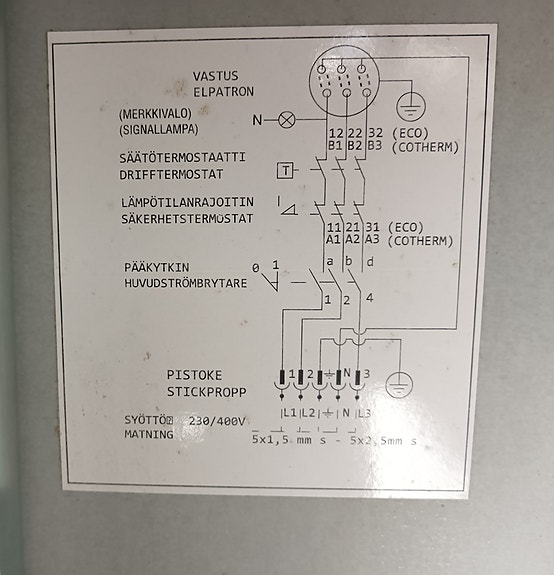 VASTUS
ELPATRON
(MERKKIVALO)
(SIGNALLAMPA)
N
12 22 32 (ECO)
B1 B2 B3 (COTHERM)
SÄÄTÖTERMOSTAATTI
DRIFFTERMOSTAT
T
LÄMPÖTILANRAJOITIN
SÄKERHETSTERMOSTAT
11 21 31 (ECO)
A1 A2 A3 (COTHERM)
a b d
PÄÄKYTKIN
HUVUDSTRÖMBRYTARE
0 1
1 2 4
PISTOKE
STICKPROPP
1 2 N 3
L1 L2 N L3
SYÖTTÖ 230/400V
MATNING
5x1,5 mm s - 5x2,5mm s